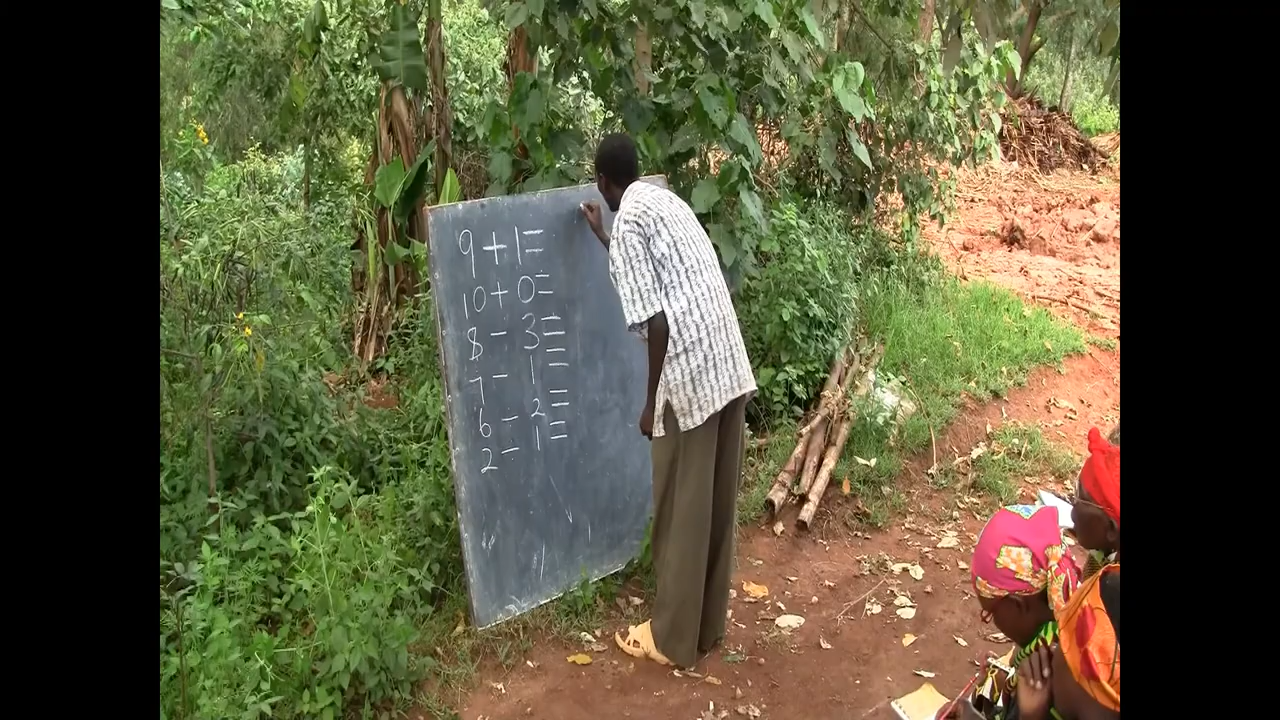 9 + 1 =
10 + 0 =
8 - 3 =
7 - 1 =
6 - 2 =
2 - 1 =